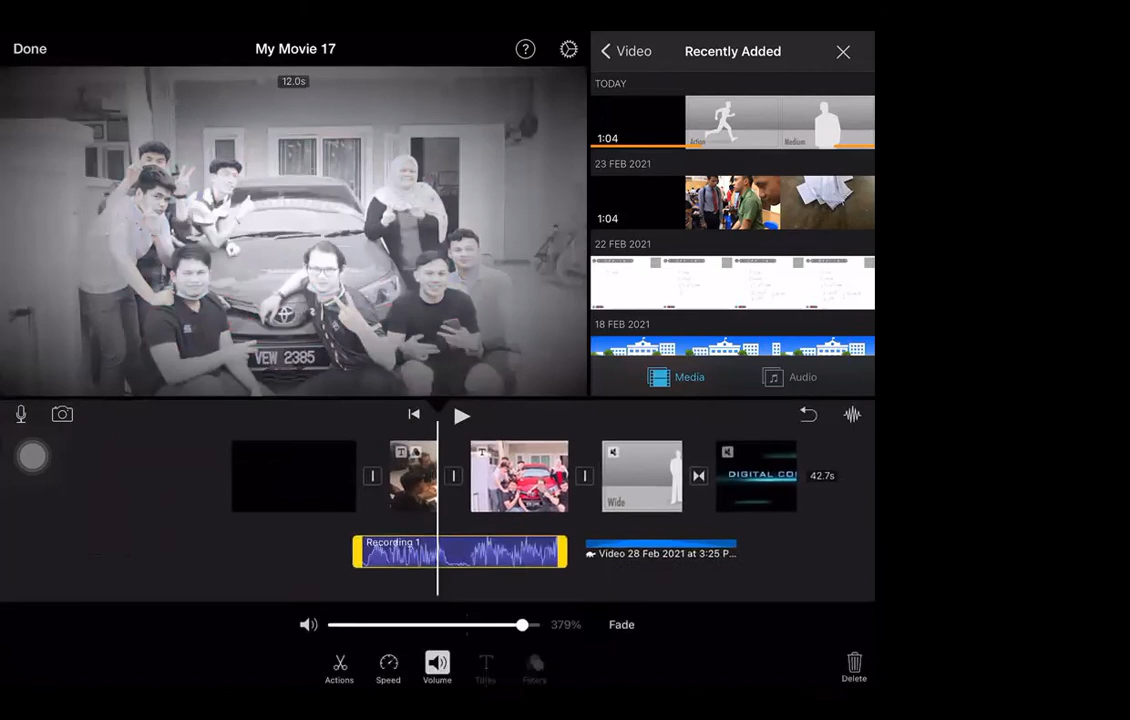 Done
My Movie 17
?
Video
Recently Added
12.0s
TODAY
1:04
Action
Medium
23 FEB 2021
1:04
22 FEB 2021
18 FEB 2021
VEW 2385
Media
Audio
T
T
Wide
DIGITAL CO
42.7s
Recording 1
Video 28 Feb 2021 at 3:25 P...
379%
Fade
Actions
Speed
Volume
Titles
Filters
Delete